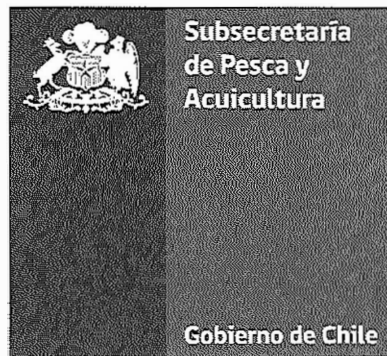 Subsecretaría
de Pesca y
Acuicultura
Gobierno de Chile